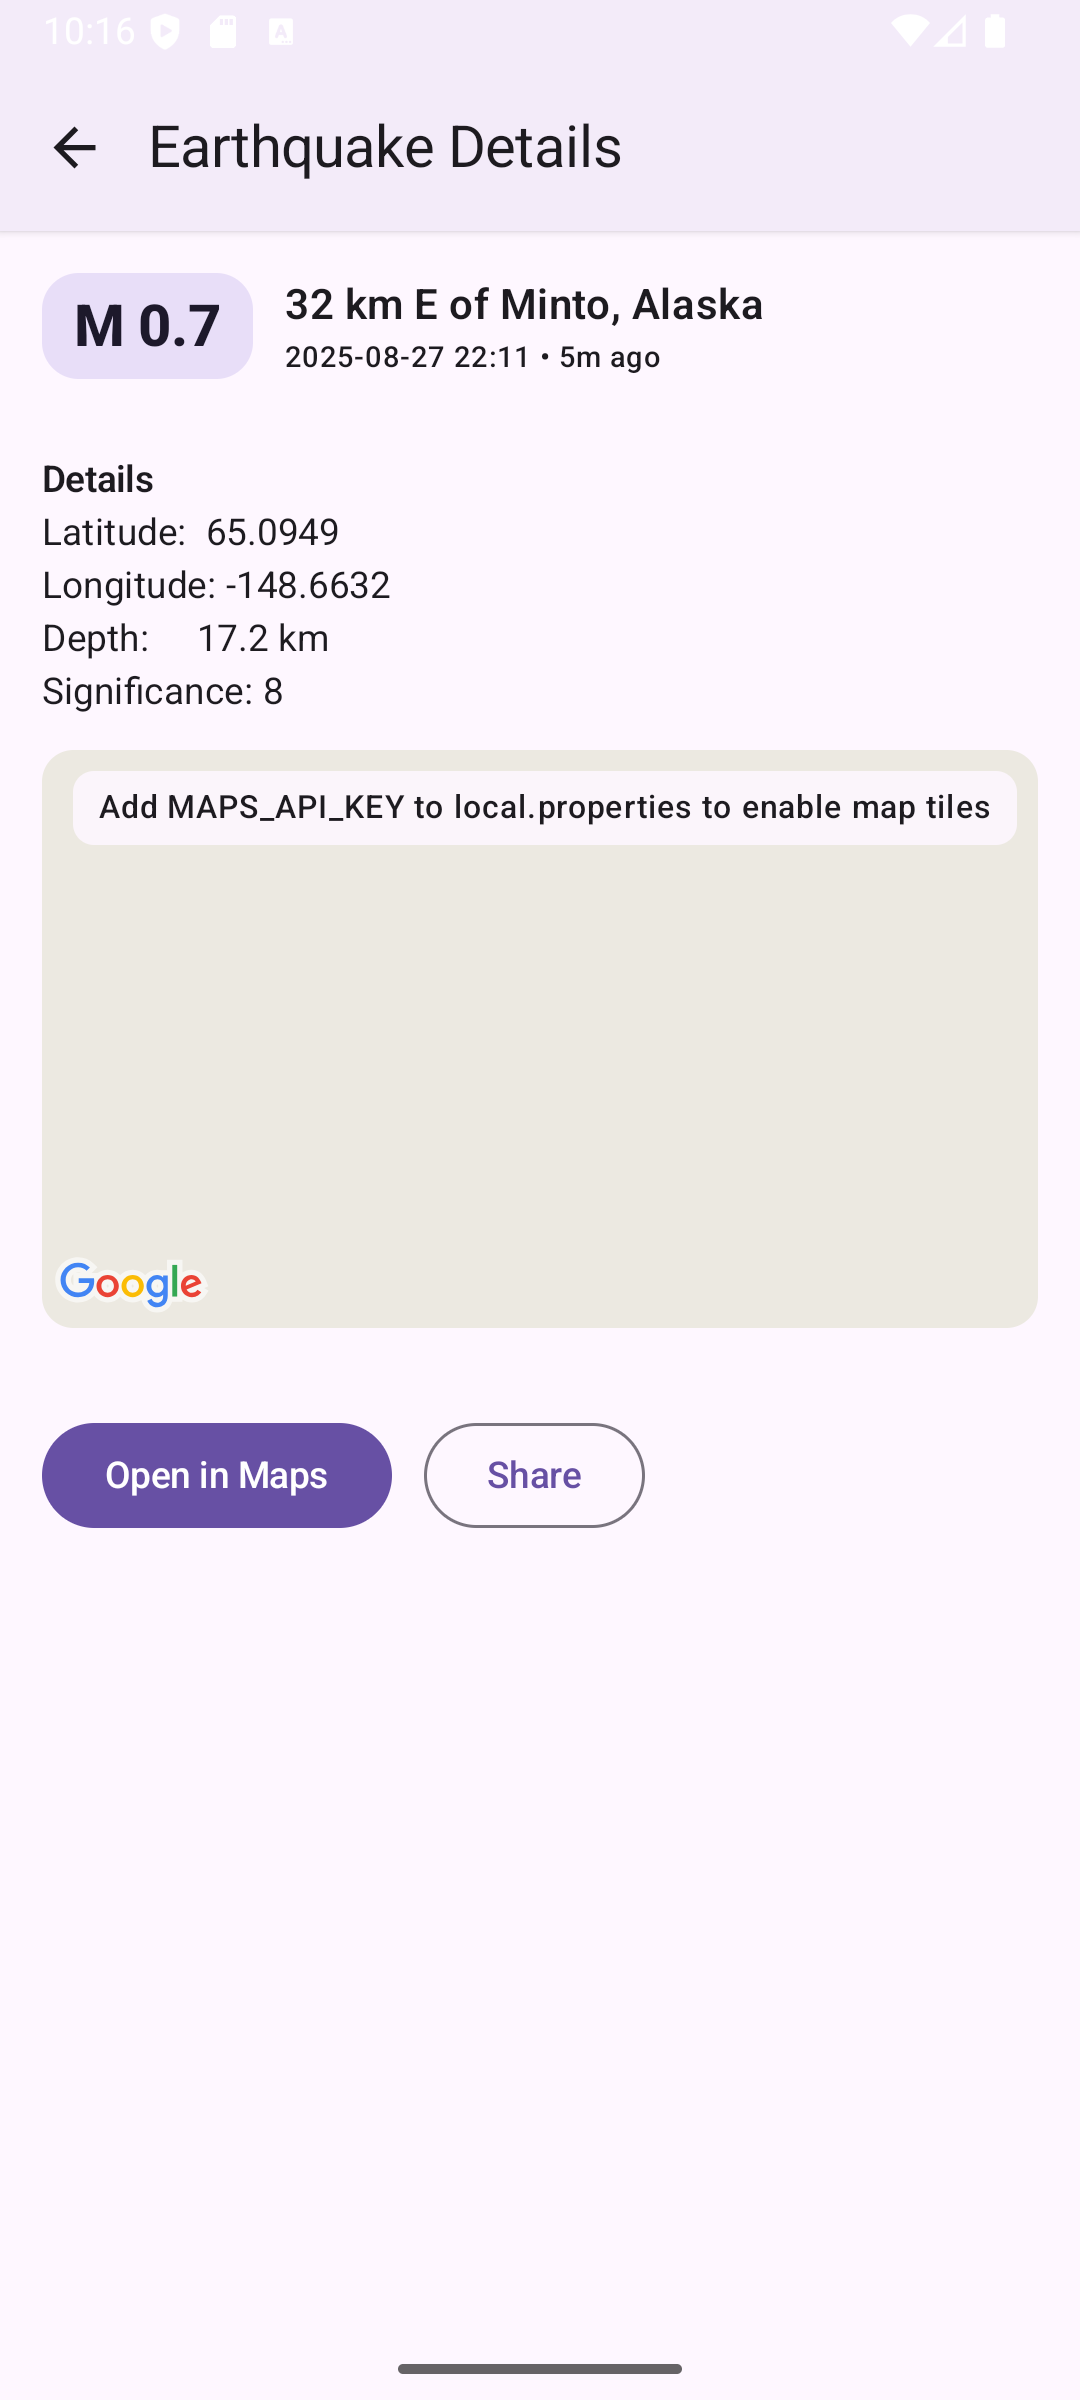 10:16
Earthquake Details
M 0.7
32 km E of Minto, Alaska
2025-08-27 22:11 • 5m ago
Details
Latitude: 65.0949
Longitude: -148.6632
Depth: 17.2 km
Significance: 8
Add MAPS_API_KEY to local.properties to enable map tiles
Google
Open in Maps
Share